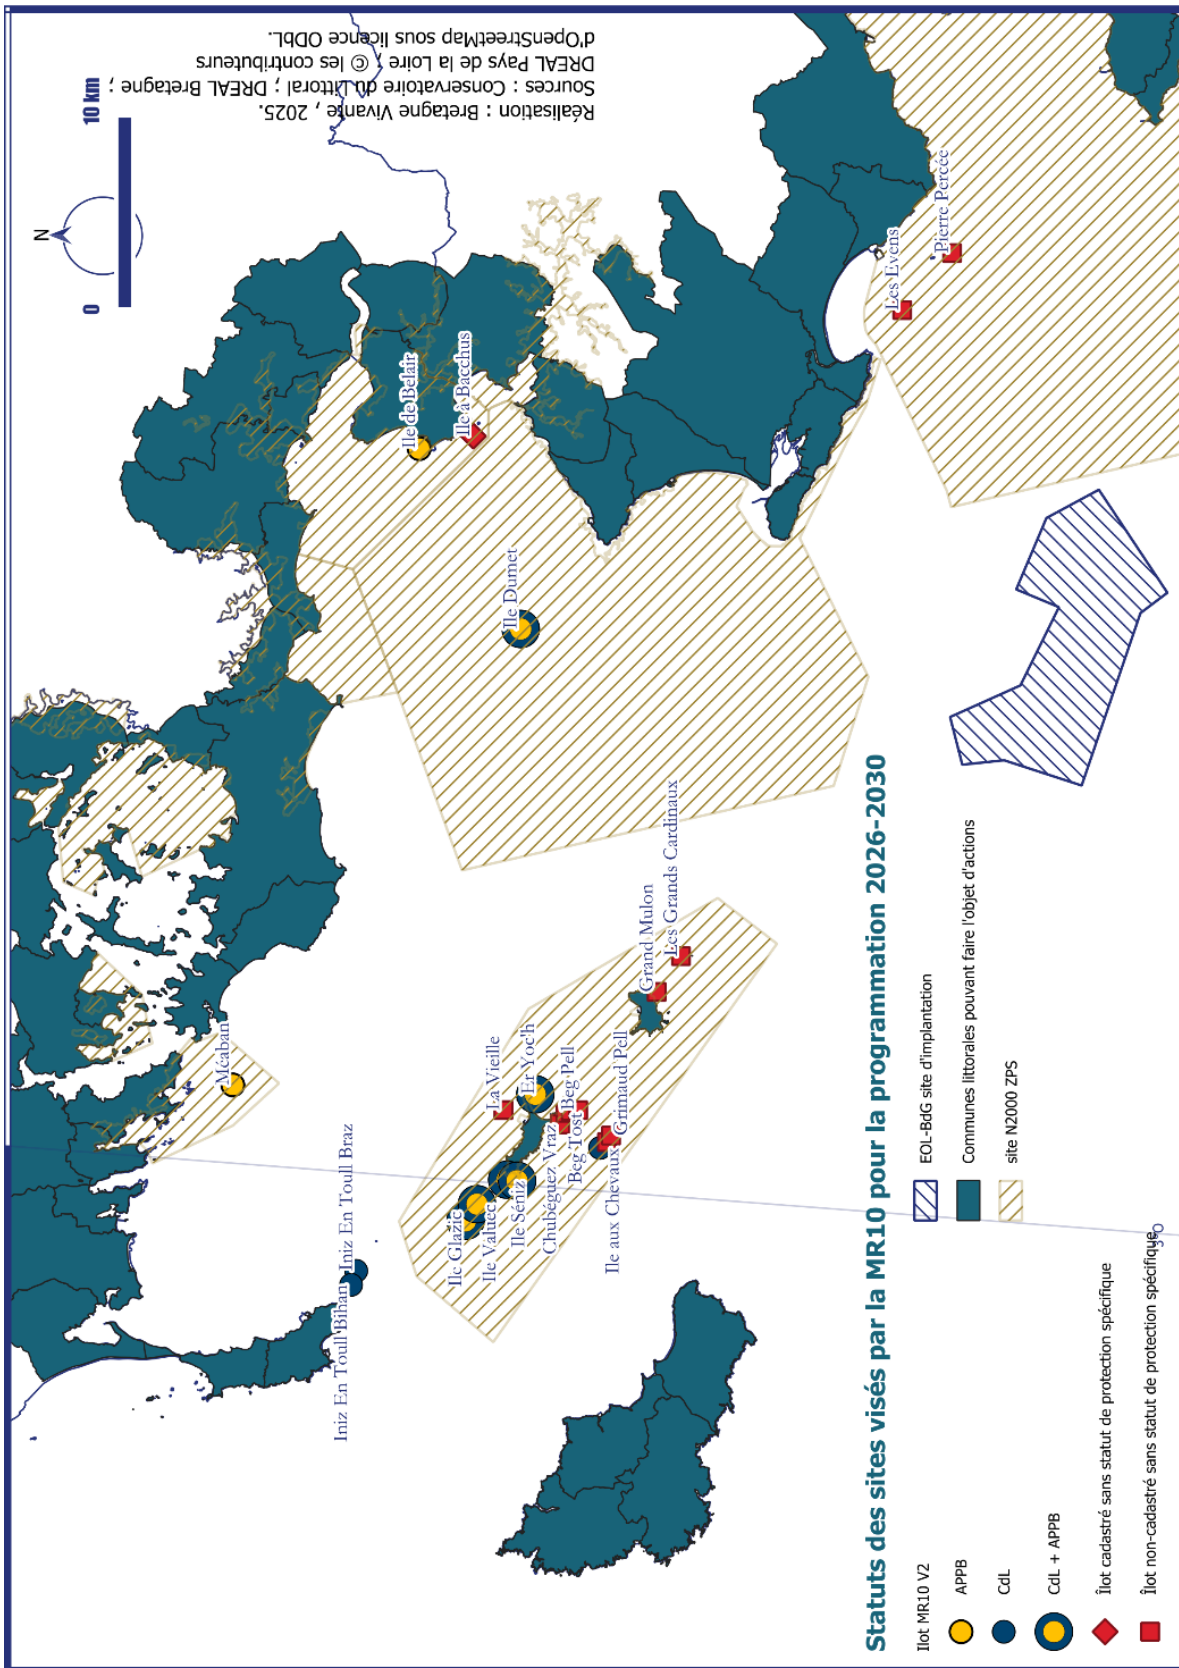 Statuts des sites visés par la MR10 pour la programmation 2026-2030
Ilot MR10 V2
APPB
CdL
CdL + APPB
Îlot cadastré sans statut de protection spécifique
Îlot non-cadastré sans statut de protection spécifique
EOL-BdG site d'implantation
Communes littorales pouvant faire l'objet d'actions
site N2000 ZPS
Iniz En Toull Bihan
Iniz En Toull Braz
Méaban
Ile Glazic
Ile Valuec
Ile Séniz
La Vieille
Er Yoc'h
Chubéguez Vraz
Beg Pell
Beg Tost
Ile aux Chevaux
Grimaud Pell
Grand Mulon
Les Grands Cardinaux
Ile Dumet
Ile de Belair
Ile à Bacchus
Les Evens
Pierre Percée
3°O
N
0
10 km
Réalisation : Bretagne Vivante , 2025.
Sources : Conservatoire du Littoral ; DREAL Bretagne ;
DREAL Pays de la Loire ; © les contributeurs
d'OpenStreetMap sous licence ODbL.